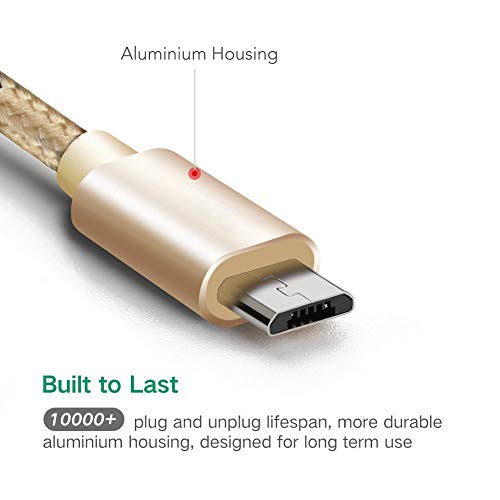 Aluminium Housing
Built to Last
10000+ plug and unplug lifespan, more durable
aluminium housing, designed for long term use